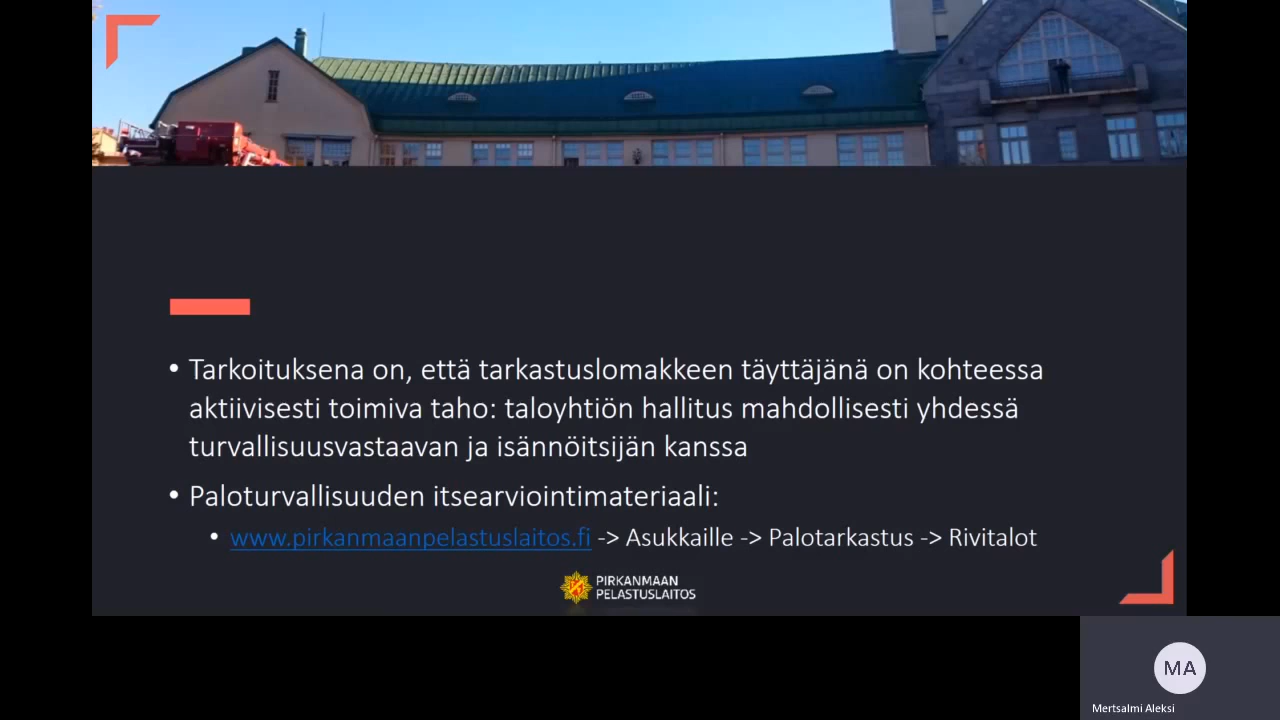 • Tarkoituksena on, että tarkastuslomakkeen täyttäjänä on kohteessa
aktiivisesti toimiva taho: taloyhtiön hallitus mahdollisesti yhdessä
turvallisuusvastaavan ja isännöitsijän kanssa
• Paloturvallisuuden itsearviointimateriaali:
• www.pirkanmaanpelastuslaitos.fi -> Asukkaille -> Palotarkastus -> Rivitalot
PIRKANMAAN
PELASTUSLAITOS
MA
Mertsalmi Aleksi